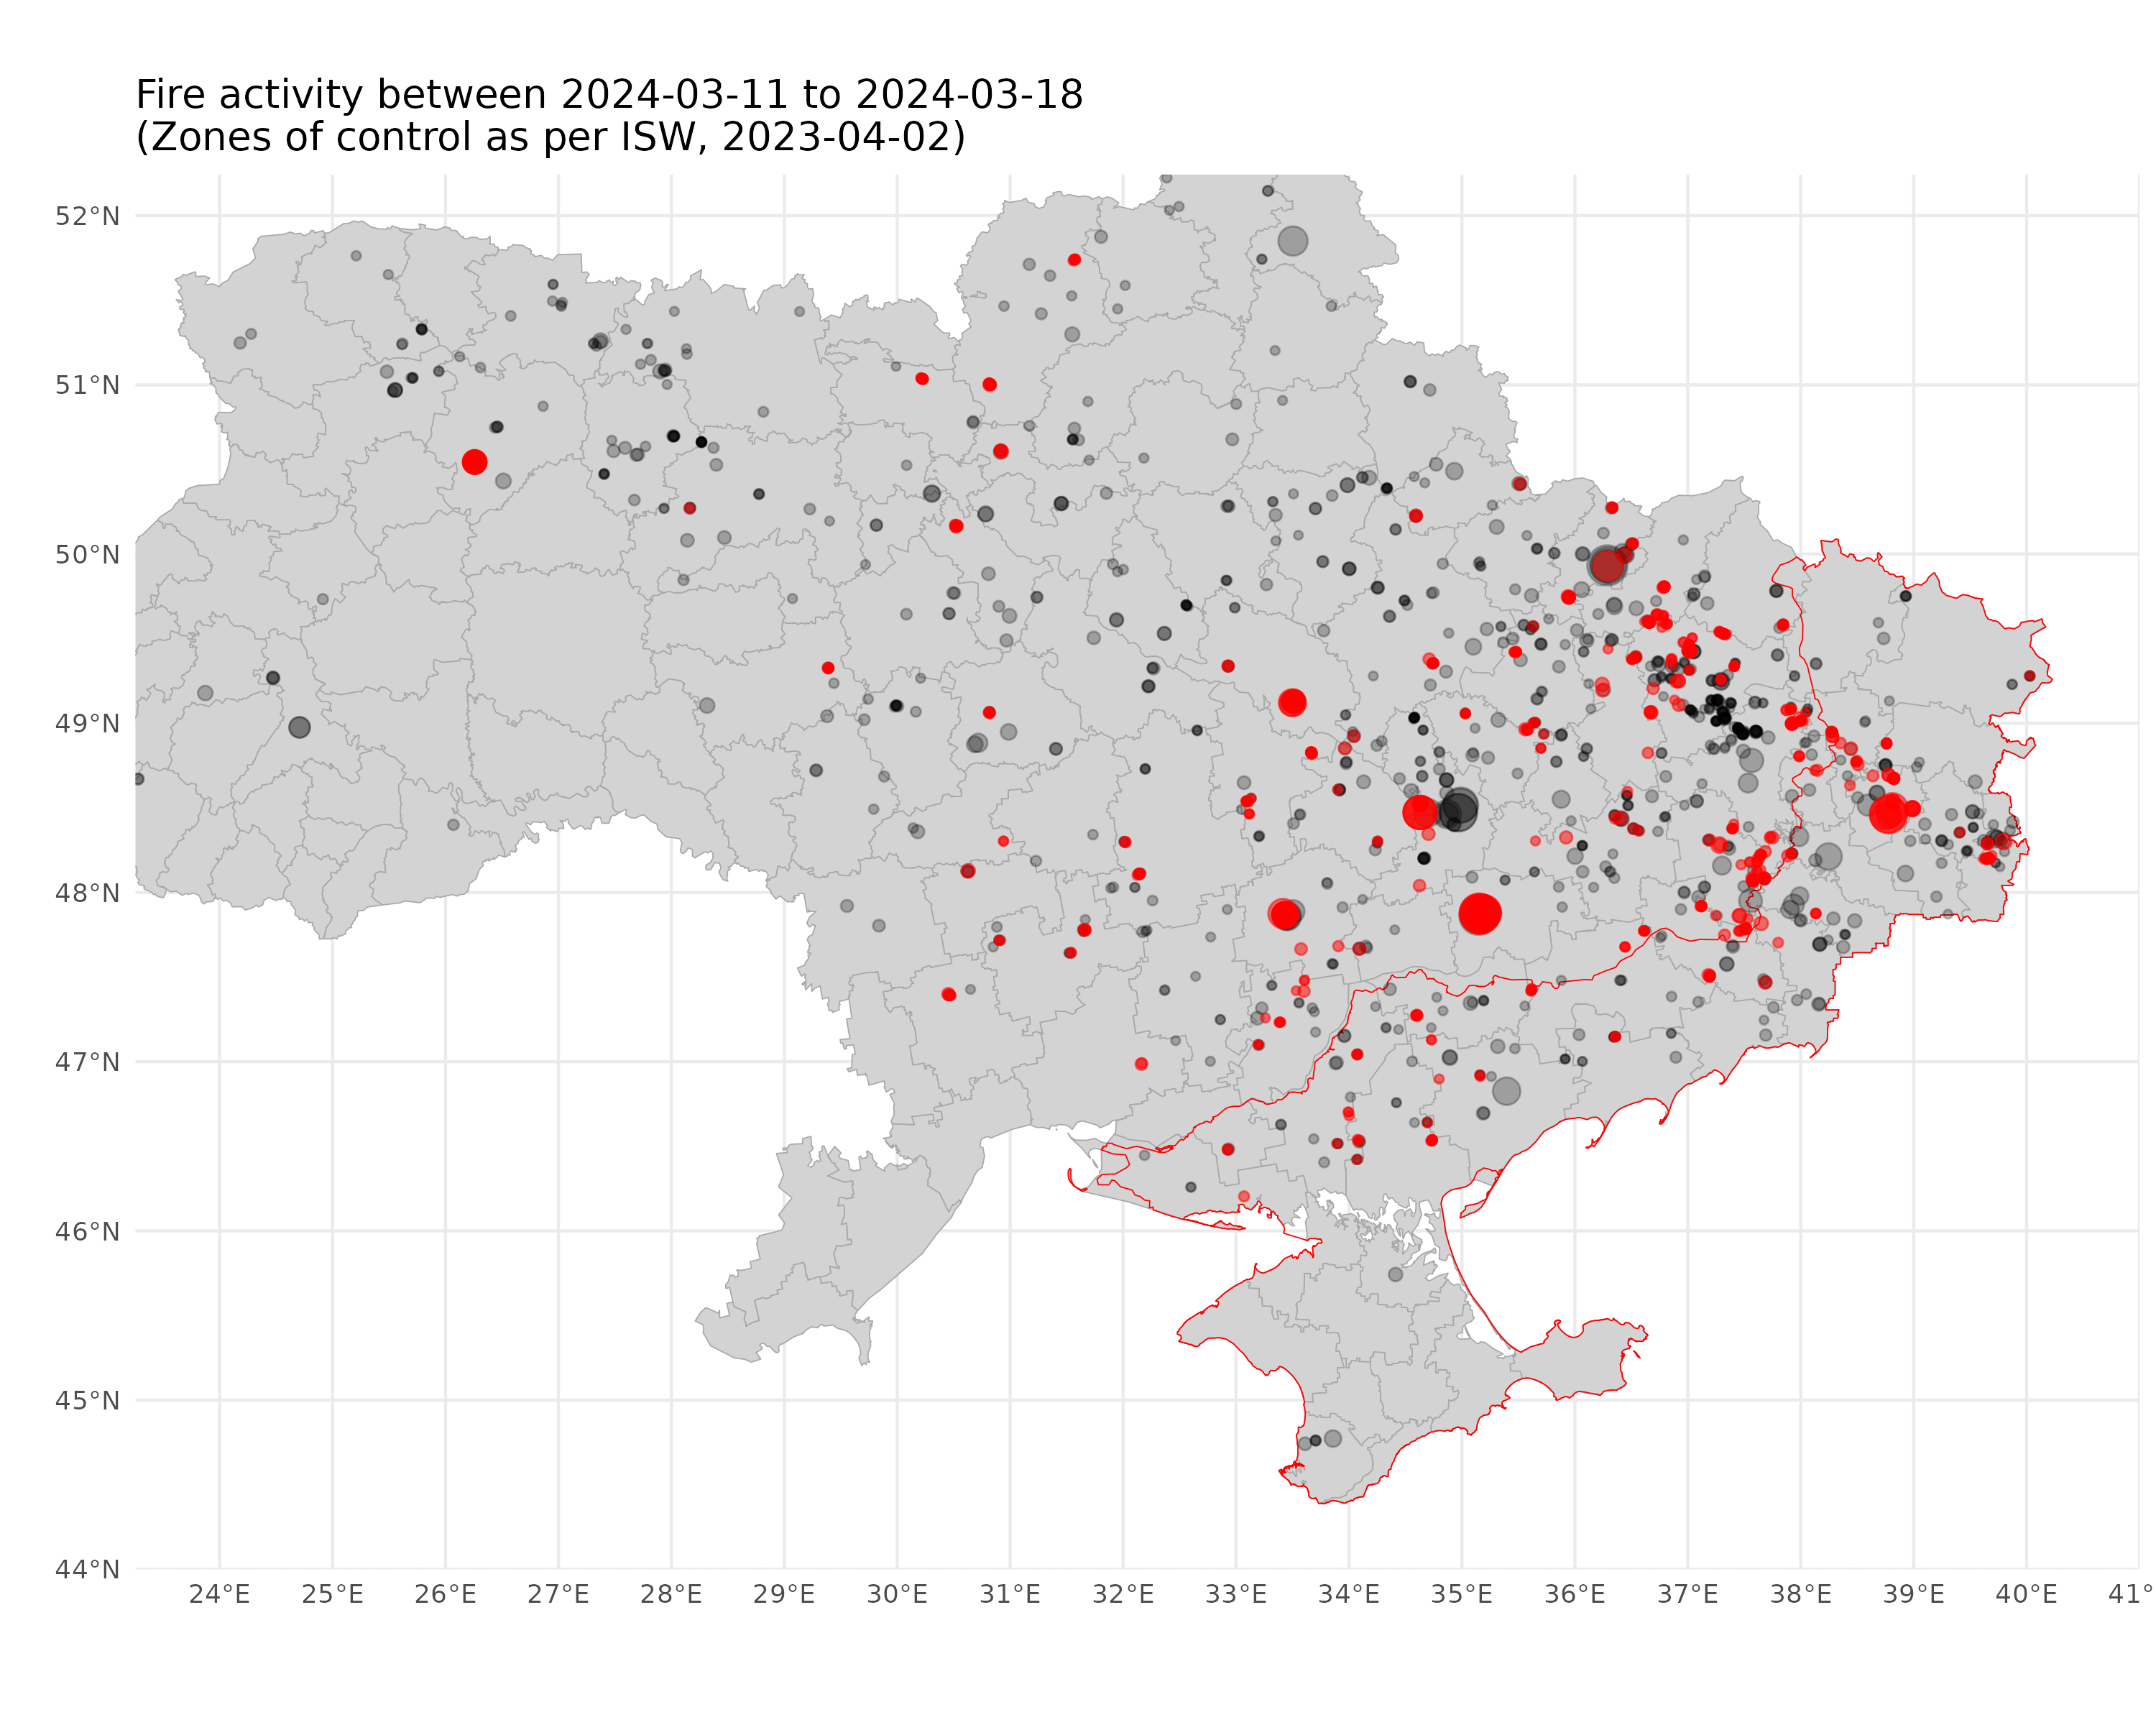 Fire activity between 2024-03-11 to 2024-03-18
(Zones of control as per ISW, 2023-04-02)
52°N
51°N
50°N
49°N
48°N
47°N
46°N
45°N
44°N
24°E 25°E 26°E 27°E 28°E 29°E 30°E 31°E 32°E 33°E 34°E 35°E 36°E 37°E 38°E 39°E 40°E 41°